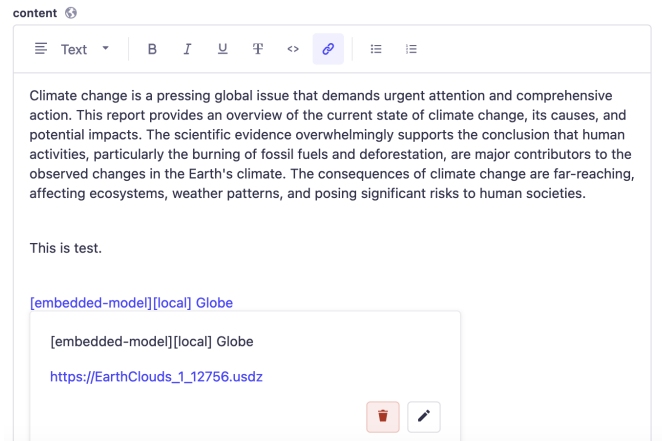 content
Text B I U T <>
Climate change is a pressing global issue that demands urgent attention and comprehensive
action. This report provides an overview of the current state of climate change, its causes, and
potential impacts. The scientific evidence overwhelmingly supports the conclusion that human
activities, particularly the burning of fossil fuels and deforestation, are major contributors to the
observed changes in the Earth's climate. The consequences of climate change are far-reaching,
affecting ecosystems, weather patterns, and posing significant risks to human societies.
This is test.
[embedded-model][local] Globe
[embedded-model][local] Globe
https://EarthClouds_1_12756.usdz